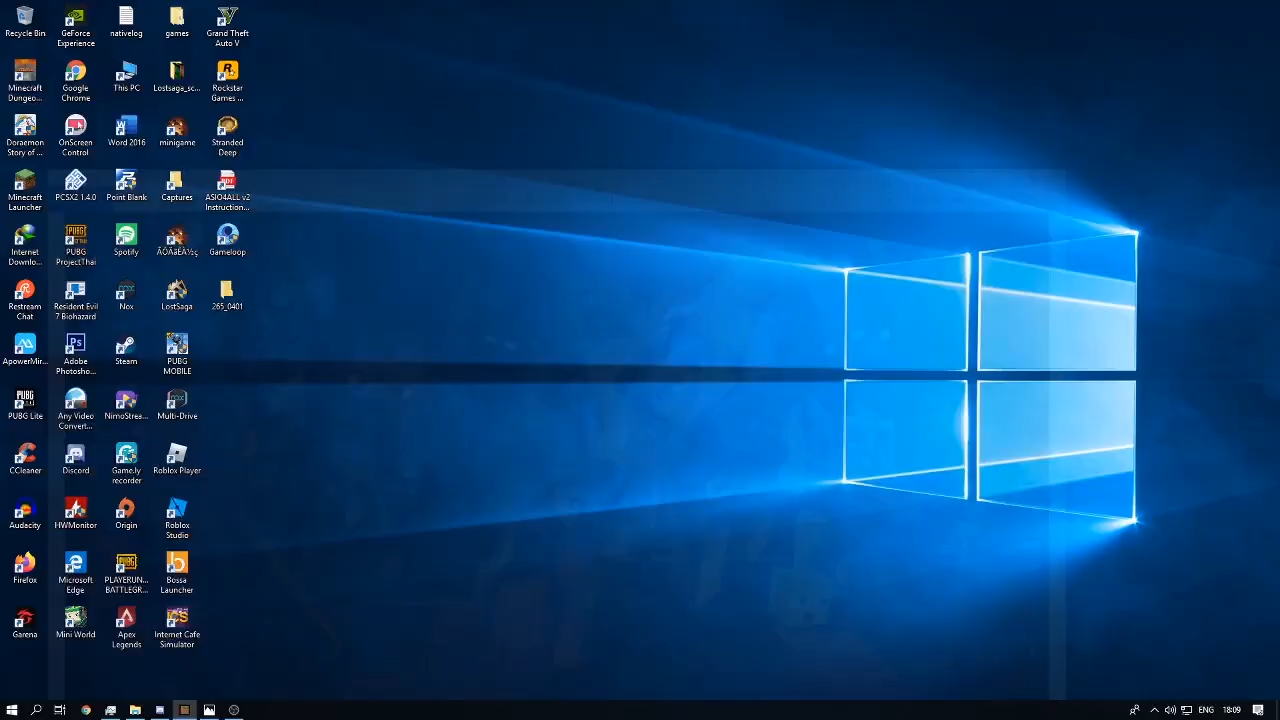 Recycle Bin
GeForce
Experience
nativelog
games
Grand Theft
Auto V
Minecraft
Dungeo...
Google
Chrome
This PC
Lostsaga_sc...
Rockstar
Games ...
Doraemon
Story of ...
OnScreen
Control
Word 2016
minigame
Stranded
Deep
Minecraft
Launcher
PCSX2 1.4.0
Point Blank
Captures
ASIO4ALL v2
Instruction...
Internet
Downlo...
PUBG
ProjectThai
Spotify
Gameloop
Restream
Chat
Resident Evil
7 Biohazard
Nox
LostSaga
265_0401
ApowerMir...
Adobe
Photosho...
Steam
PUBG
MOBILE
PUBG Lite
Any Video
Convert...
NimoStrea...
Multi-Drive
CCleaner
Discord
Game.ly
recorder
Roblox Player
Audacity
HWMonitor
Origin
Roblox
Studio
Firefox
Microsoft
Edge
PLAYERUN...
BATTLEGR...
Bossa
Launcher
Garena
Mini World
Apex
Legends
Internet Cafe
Simulator
ENG
18:09